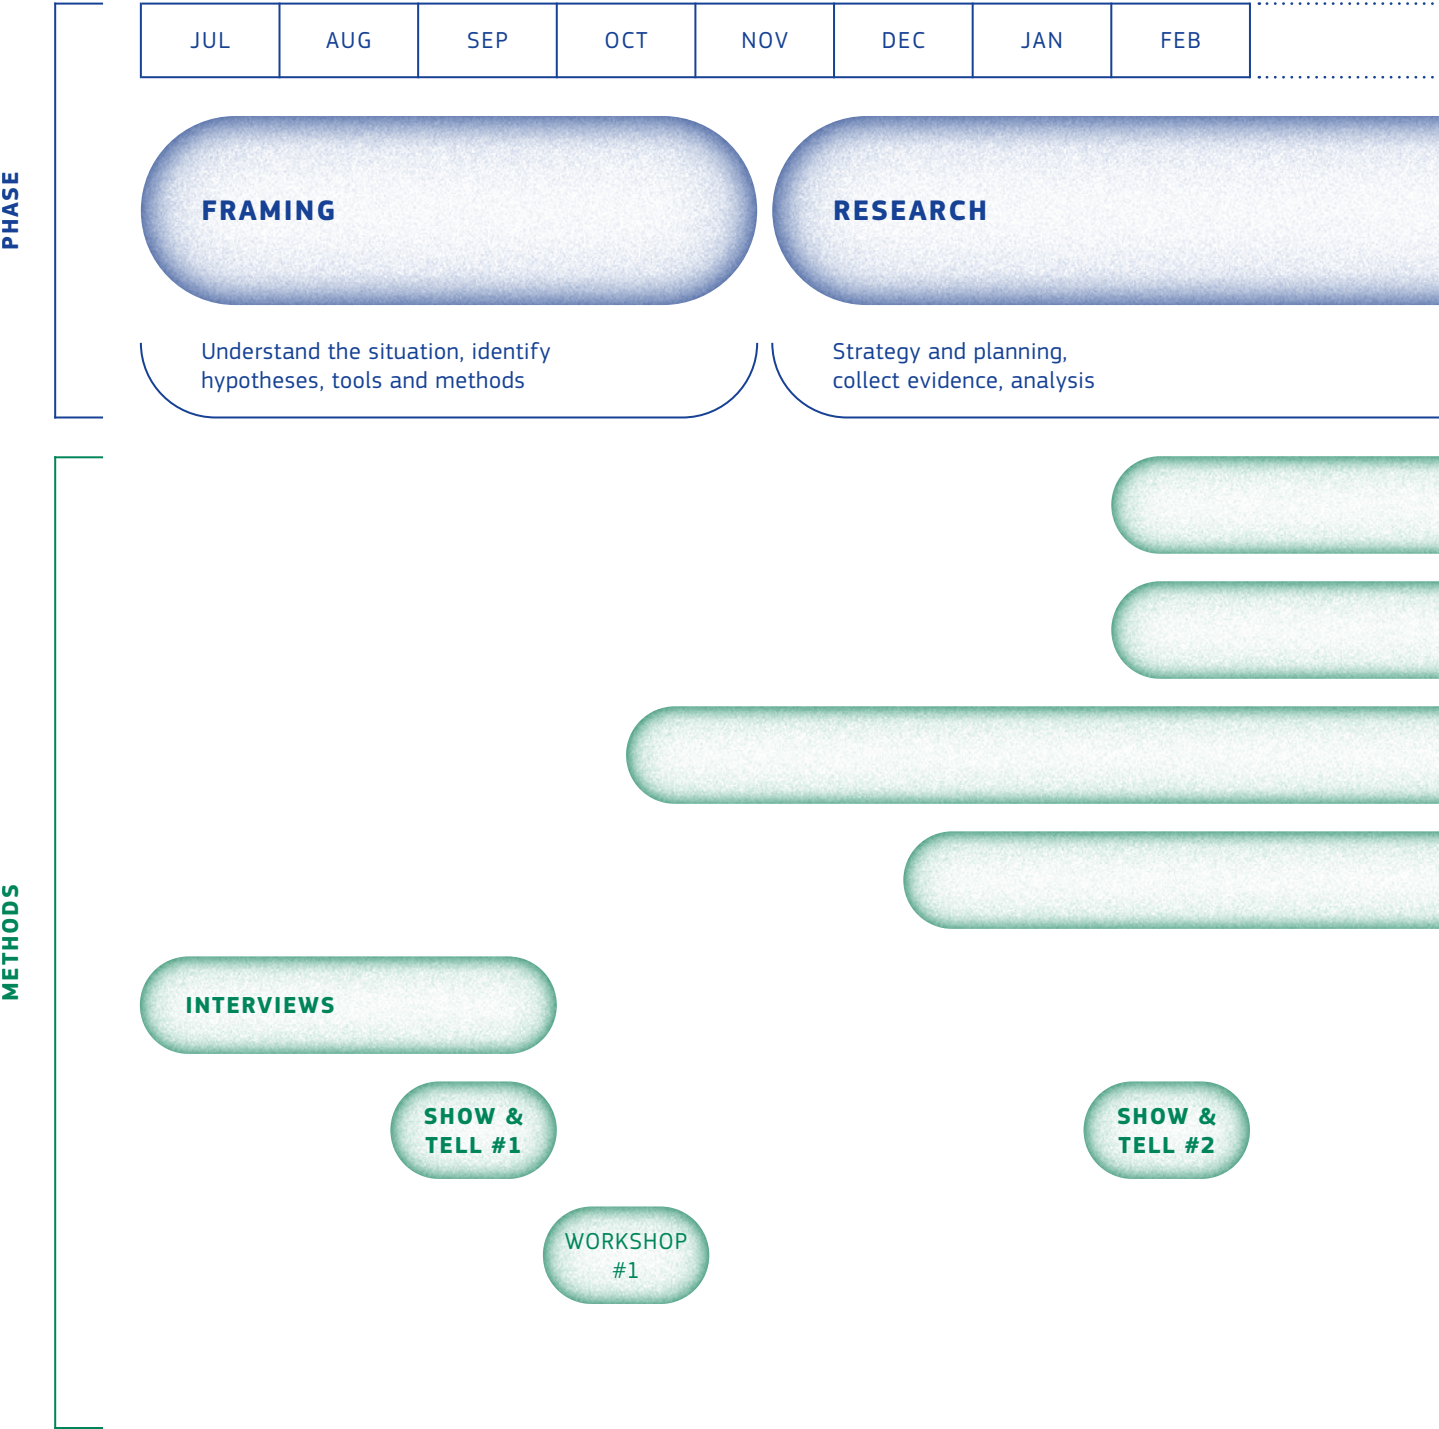 JUL AUG SEP OCT NOV DEC JAN FEB
PHASE
FRAMING
RESEARCH
Understand the situation, identify
hypotheses, tools and methods
Strategy and planning,
collect evidence, analysis
METHODS
INTERVIEWS
SHOW &
TELL #1
SHOW &
TELL #2
WORKSHOP
#1